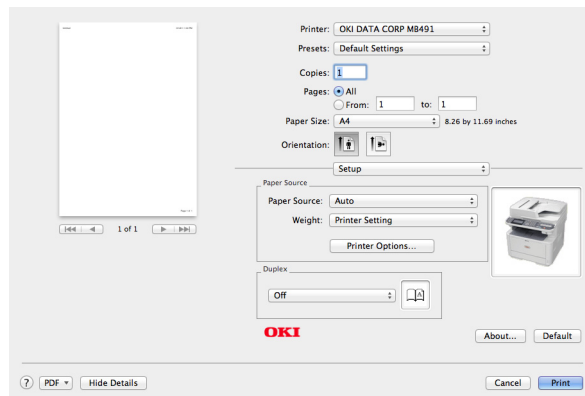 Printer: OKI DATA CORP MB491
Presets: Default Settings
Copies: 1
Pages: All
From: 1 to: 1
Paper Size: A4 8.26 by 11.69 inches
Orientation:
Setup
Paper Source
Paper Source: Auto
Weight: Printer Setting
Printer Options...
1 of 1
Duplex
Off
A
OKI
About... Default
? PDF Hide Details Cancel Print